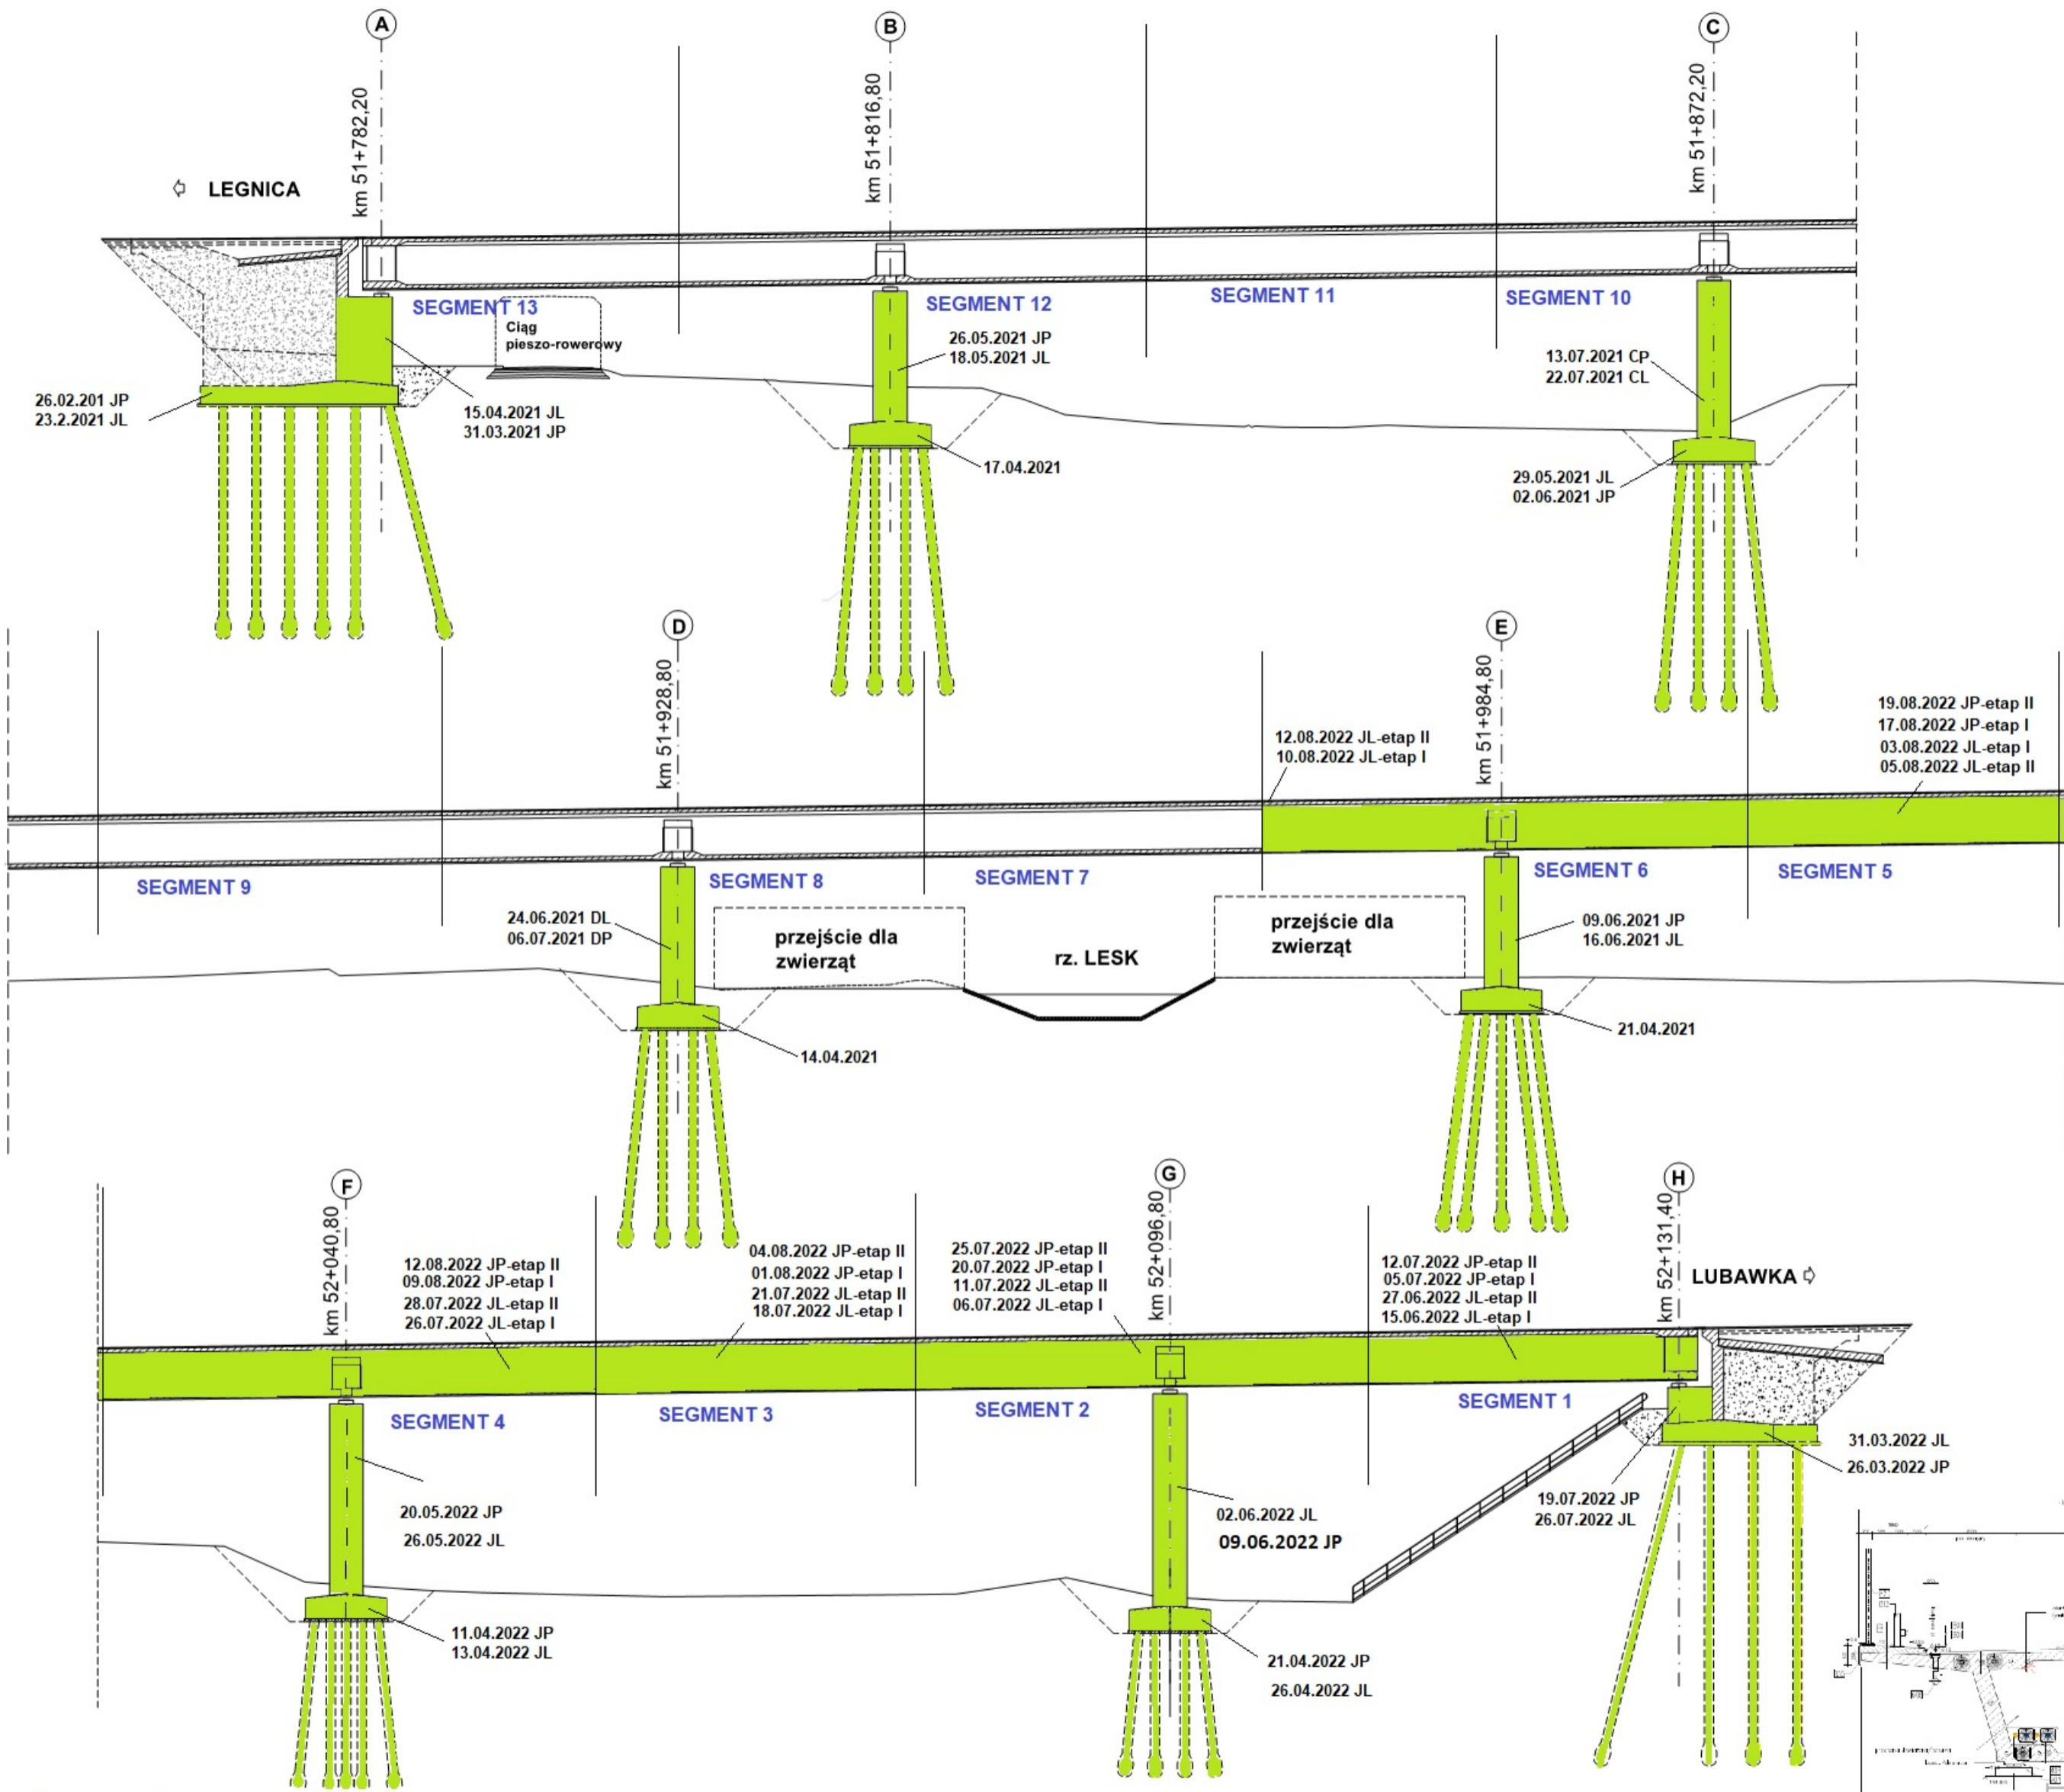 A
B
C
km 51+782,20
km 51+816,80
km 51+872,20
LEGNICA
SEGMENT 13
SEGMENT 12
SEGMENT 11
SEGMENT 10
Ciąg
pieszo-rowerowy
26.05.2021 JP
18.05.2021 JL
13.07.2021 CP
22.07.2021 CL
26.02.201 JP
23.2.2021 JL
15.04.2021 JL
31.03.2021 JP
17.04.2021
29.05.2021 JL
02.06.2021 JP
D
E
km 51+928,80
km 51+984,80
12.08.2022 JL-etap II
10.08.2022 JL-etap I
19.08.2022 JP-etap II
17.08.2022 JP-etap I
03.08.2022 JL-etap I
05.08.2022 JL-etap II
SEGMENT 9
SEGMENT 8
SEGMENT 7
SEGMENT 6
SEGMENT 5
24.06.2021 DL
06.07.2021 DP
przejście dla
zwierząt
rz. LESK
przejście dla
zwierząt
09.06.2021 JP
16.06.2021 JL
14.04.2021
21.04.2021
F
G
H
km 52+040,80
km 52+096,80
km 52+131,40
12.08.2022 JP-etap II
09.08.2022 JP-etap I
28.07.2022 JL-etap II
26.07.2022 JL-etap I
04.08.2022 JP-etap II
01.08.2022 JP-etap I
21.07.2022 JL-etap II
18.07.2022 JL-etap I
25.07.2022 JP-etap II
20.07.2022 JP-etap I
11.07.2022 JL-etap II
06.07.2022 JL-etap I
12.07.2022 JP-etap II
05.07.2022 JP-etap I
27.06.2022 JL-etap II
15.06.2022 JL-etap I
LUBAWKA
SEGMENT 4
SEGMENT 3
SEGMENT 2
SEGMENT 1
20.05.2022 JP
26.05.2022 JL
02.06.2022 JL
09.06.2022 JP
19.07.2022 JP
26.07.2022 JL
31.03.2022 JL
26.03.2022 JP
11.04.2022 JP
13.04.2022 JL
21.04.2022 JP
26.04.2022 JL